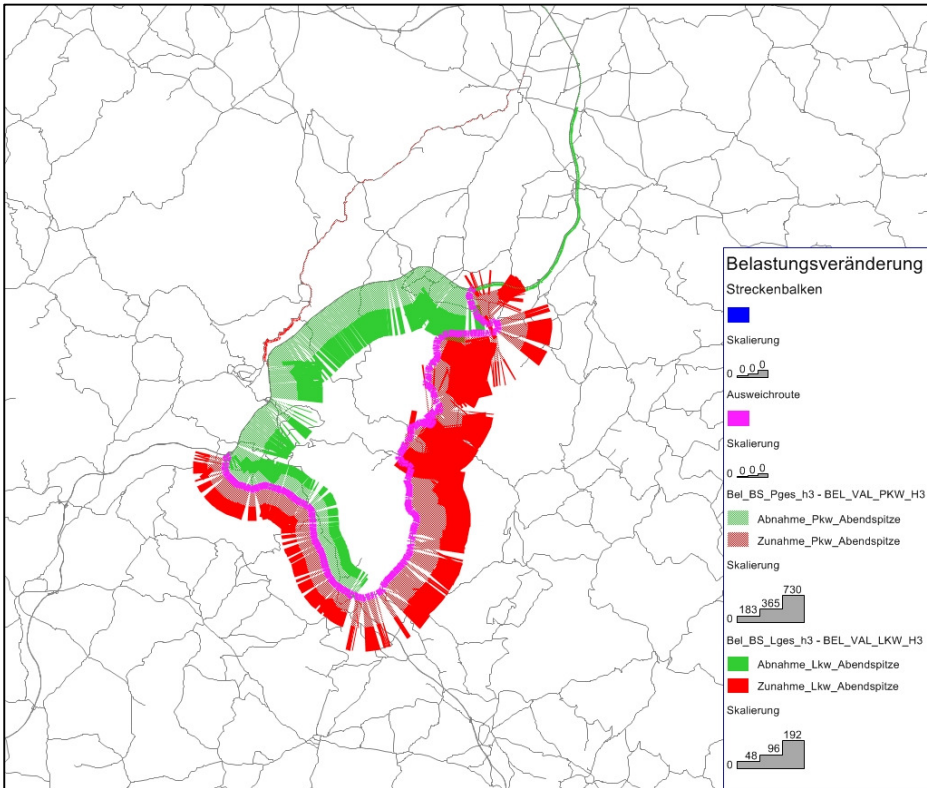 Belastungsveränderung
Streckenbalken
Skalierung
0 0 0 0
Ausweichroute
Skalierung
0 0 0 0
Bel_BS_Pges_h3 - BEL_VAL_PKW_H3
Abnahme_Pkw_Abendspitze
Zunahme_Pkw_Abendspitze
Skalierung
0 183 365 730
Bel_BS_Lges_h3 - BEL_VAL_LKW_H3
Abnahme_Lkw_Abendspitze
Zunahme_Lkw_Abendspitze
Skalierung
0 48 96 192